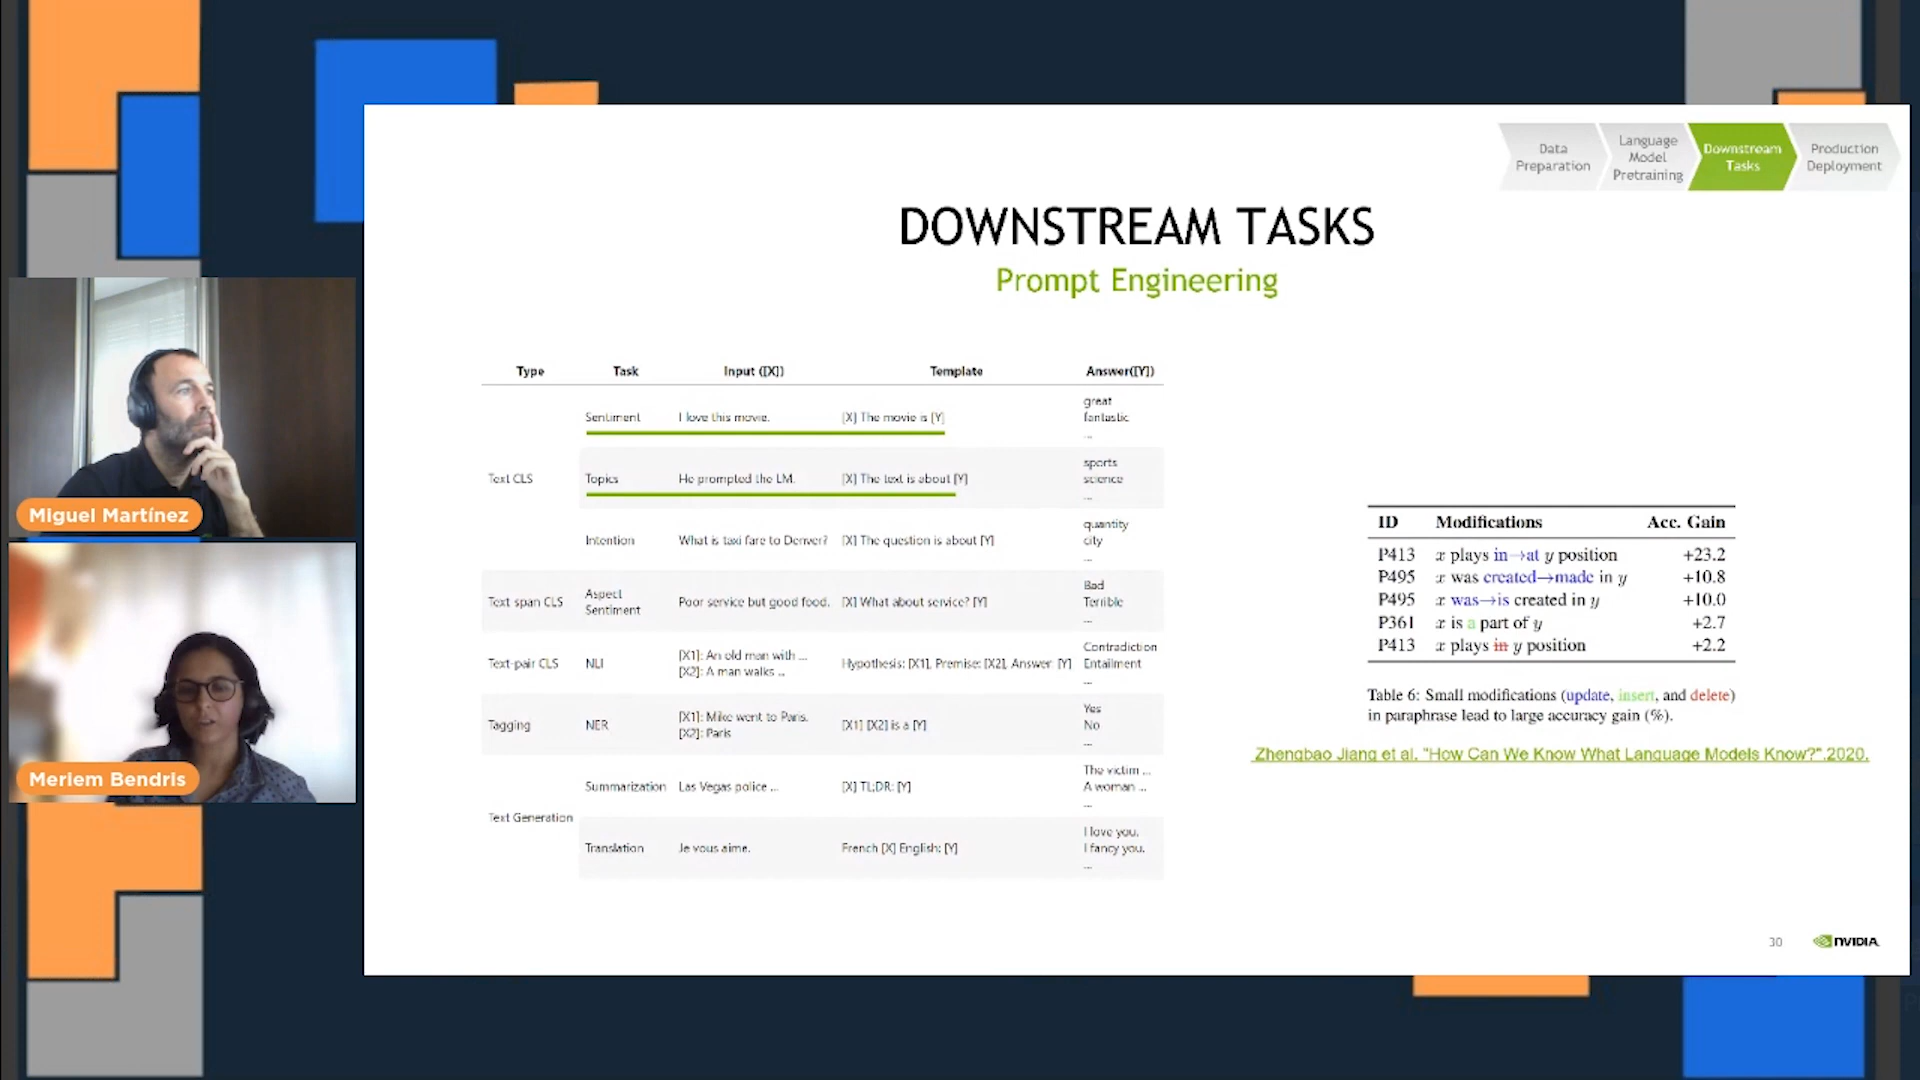 Data Preparation
Language Model Pretraining
Downstream Tasks
Production Deployment
DOWNSTREAM TASKS
Prompt Engineering
Type Task Input ([X]) Template Answer([Y])
Text CLS
Sentiment I love this movie. [X] The movie is [Y] great fantastic ...
Topics He prompted the LM. [X] The text is about [Y] sports science ...
Intention What is taxi fare to Denver? [X] The question is about [Y] quantity city ...
Text span CLS Aspect Sentiment Poor service but good food. [X] What about service? [Y] Bad Terrible ...
Text-pair CLS NLI [X1]: An old man with ... [X2]: A man walks ... Hypothesis: [X1], Premise: [X2], Answer: [Y] Contradiction Entailment ...
Tagging NER [X1]: Mike went to Paris. [X2]: Paris [X1] [X2] is a [Y] Yes No ...
Text Generation
Summarization Las Vegas police ... [X] TL;DR: [Y] The victim ... A woman ... ...
Translation Je vous aime. French [X] English: [Y] I love you. I fancy you. ...
ID Modifications Acc. Gain
P413 x plays in→at y position +23.2
P495 x was created→made in y +10.8
P495 x was→is created in y +10.0
P361 x is a part of y +2.7
P413 x plays in y position +2.2
Table 6: Small modifications (update, insert, and delete)
in paraphrase lead to large accuracy gain (%).
Zhengbao Jiang et al. "How Can We Know What Language Models Know?".2020.
30
NVIDIA.
Miguel Martínez
Meriem Bendris